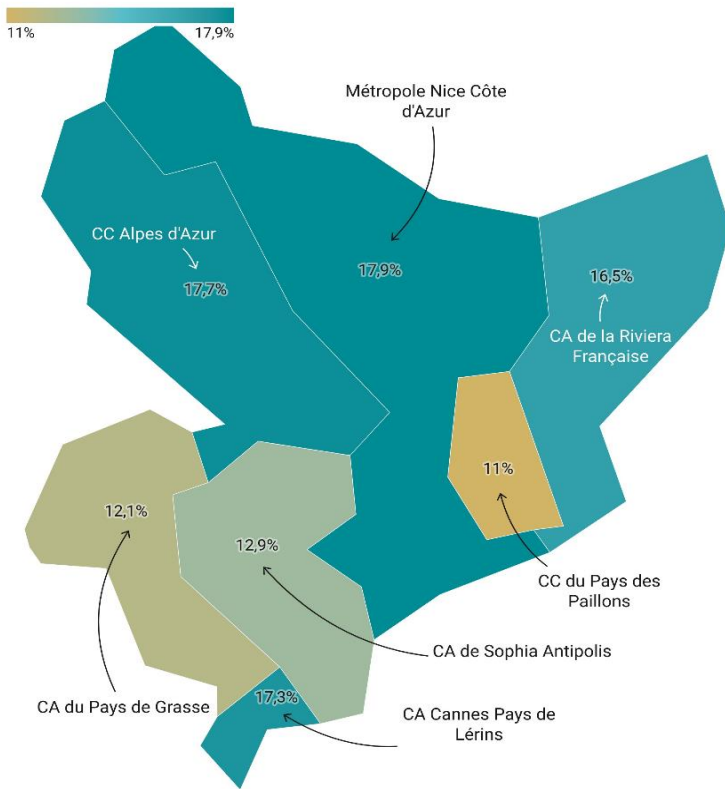 11%
17,9%
Métropole Nice Côte
d'Azur
CC Alpes d'Azur
17,7%
17,9%
16,5%
CA de la Riviera
Française
11%
12,1%
12,9%
CC du Pays des
Paillons
CA de Sophia Antipolis
CA du Pays de Grasse
17,3%
CA Cannes Pays de
Lérins